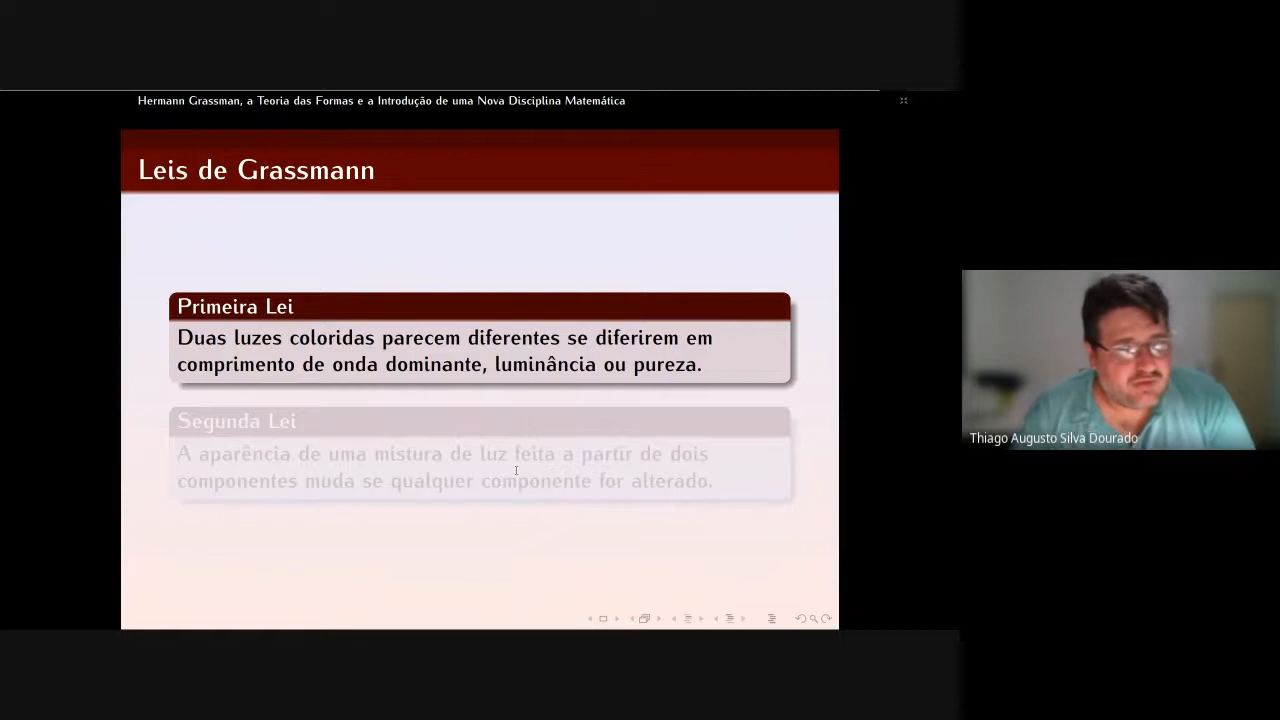 Hermann Grassman, a Teoria das Formas e a Introdução de uma Nova Disciplina Matemática
Leis de Grassmann
Primeira Lei
Duas luzes coloridas parecem diferentes se diferirem em
comprimento de onda dominante, luminância ou pureza.
Segunda Lei
A aparência de uma mistura de luz feita a partir de dois
componentes muda se qualquer componente for alterado.
Thiago Augusto Silva Dourado